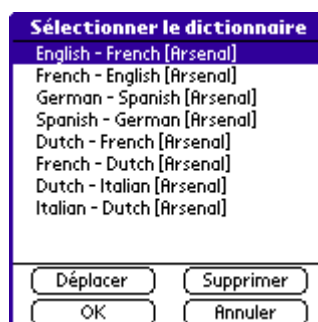 Sélectionner le dictionnaire
English - French [Arsenal]
French - English [Arsenal]
German - Spanish [Arsenal]
Spanish - German [Arsenal]
Dutch - French [Arsenal]
French - Dutch [Arsenal]
Dutch - Italian [Arsenal]
Italian - Dutch [Arsenal]
Déplacer Supprimer
OK Annuler